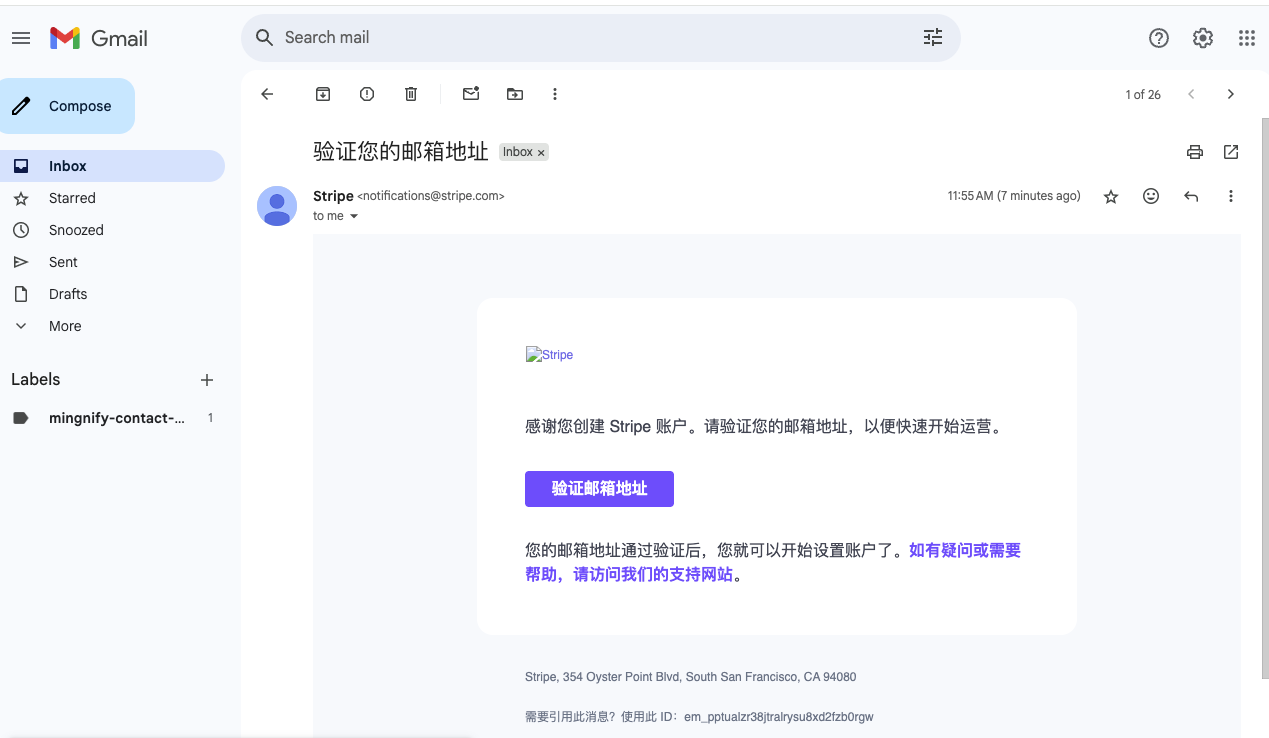 Gmail
Search mail
Compose
1 of 26
Inbox
Starred
Snoozed
Sent
Drafts
More
Labels
mingnify-contact-...
1
验证您的邮箱地址
Inbox ×
Stripe <notifications@stripe.com>
11:55 AM (7 minutes ago)
to me
Stripe
感谢您创建 Stripe 账户。请验证您的邮箱地址，以便快速开始运营。
验证邮箱地址
您的邮箱地址通过验证后，您就可以开始设置账户了。如有疑问或需要
帮助，请访问我们的支持网站。
Stripe, 354 Oyster Point Blvd, South San Francisco, CA 94080
需要引用此消息？使用此 ID：em_pptualzr38jtralrysu8xd2fzb0rgw